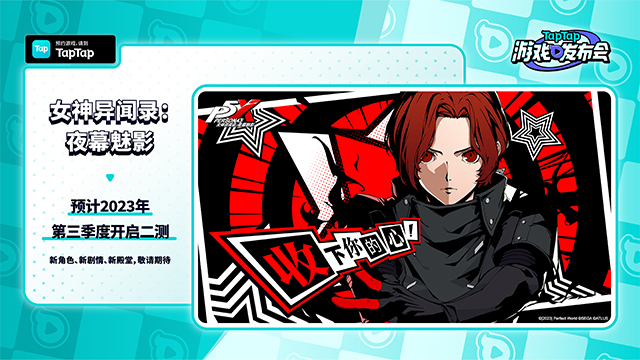 预约游戏,请到
Tap
TapTap
TapTap
游戏发布会
女神异闻录:
夜幕魅影
预计2023年
第三季度开启二测
新角色、新剧情、新殿堂,敬请期待
P5X
收下你的心!
©2023 Perfect World ©SEGA ©ATLUS